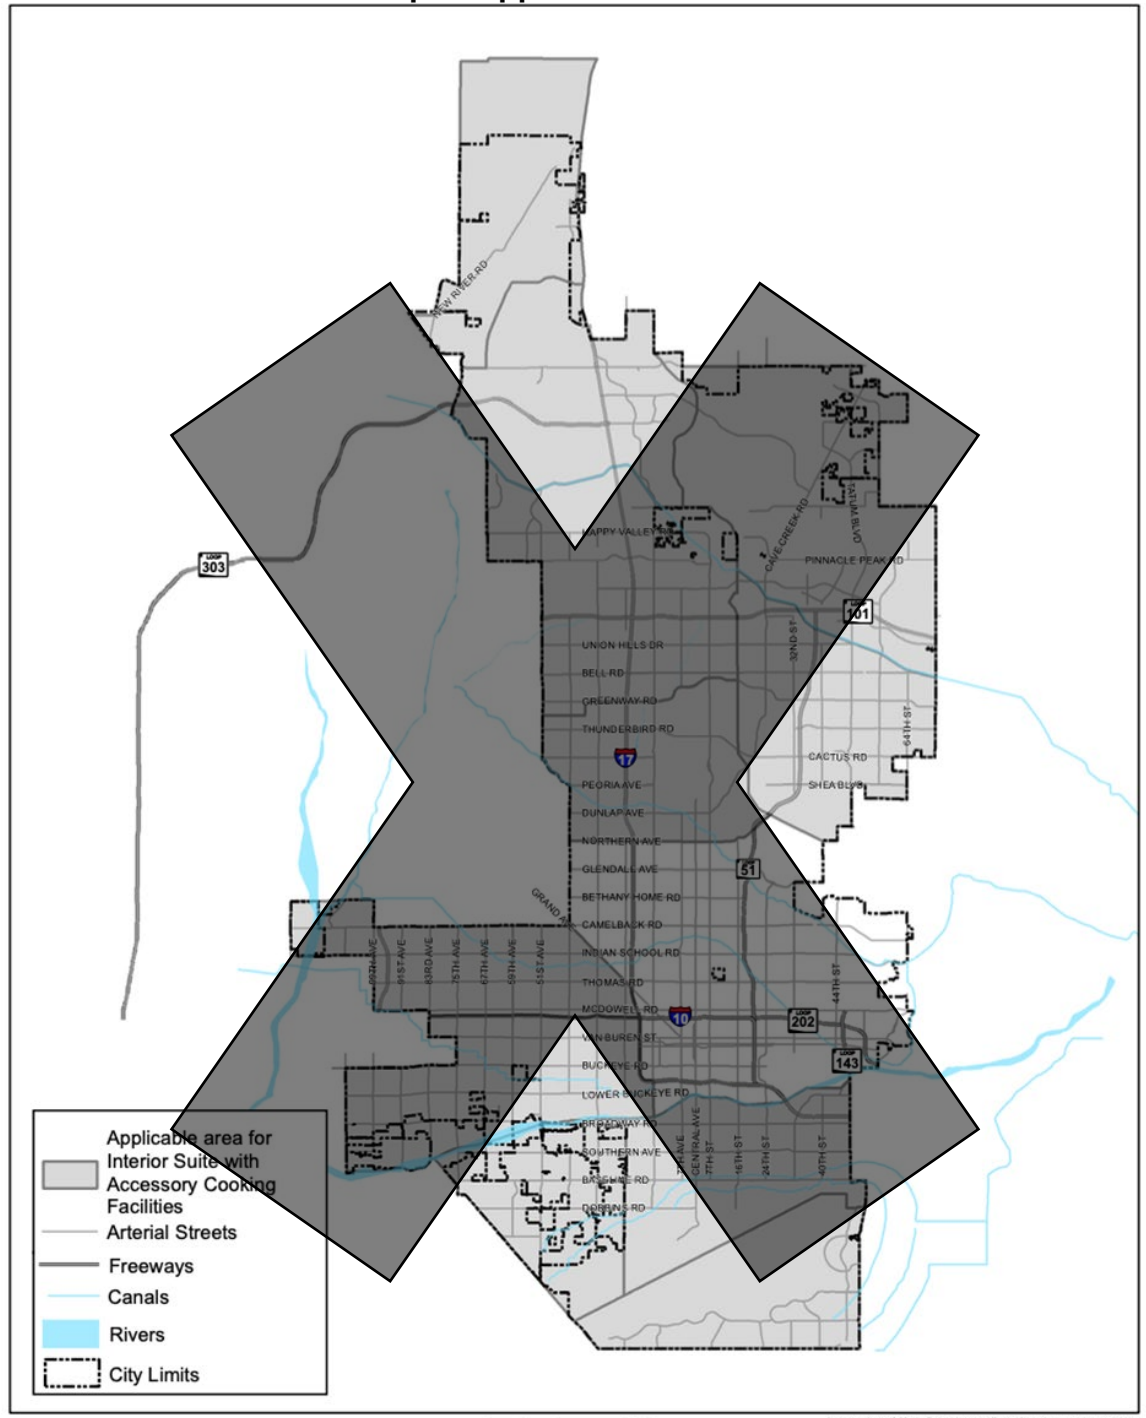 NEW RIVER RD
HAPPY VALLEY RD
CAVE CREEK RD
TATUM BLVD
PINNACLE PEAK RD
LOOP
303
LOOP
101
32ND ST
UNION HILLS DR
BELL RD
GREENWAY RD
THUNDERBIRD RD
64TH ST
17
CACTUS RD
PEORIA AVE
SHEA BLVD
DUNLAP AVE
NORTHERN AVE
GLENDALE AVE
51
BETHANY HOME RD
GRAND AVE
CAMELBACK RD
99TH AVE
91ST AVE
83RD AVE
75TH AVE
67TH AVE
59TH AVE
51ST AVE
INDIAN SCHOOL RD
THOMAS RD
44TH ST
MCDOWELL RD
10
LOOP
202
VAN BUREN ST
BUCKEYE RD
LOOP
143
LOWER BUCKEYE RD
BROADWAY RD
SOUTHERN AVE
7TH AVE
CENTRAL AVE
7TH ST
16TH ST
24TH ST
40TH ST
BASELINE RD
DOBBINS RD
Applicable area for
Interior Suite with
Accessory Cooking
Facilities
Arterial Streets
Freeways
Canals
Rivers
City Limits